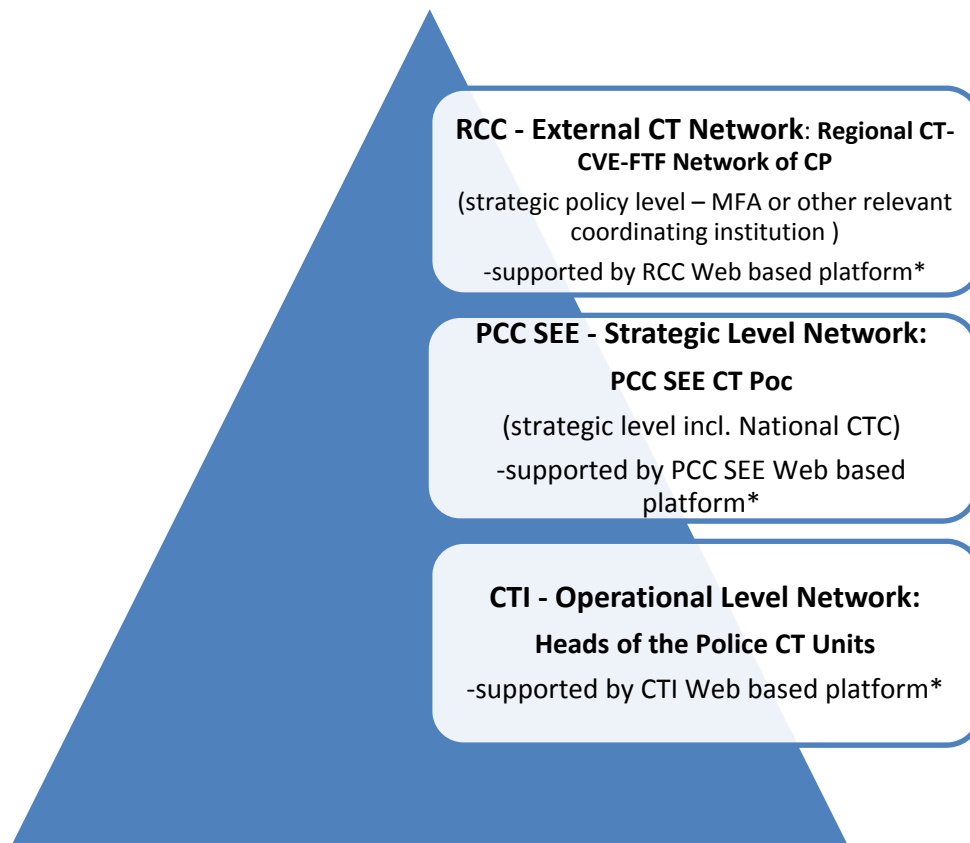 RCC - External CT Network: Regional CT-
CVE-FTF Network of CP
(strategic policy level – MFA or other relevant
coordinating institution )
-supported by RCC Web based platform*
PCC SEE - Strategic Level Network:
PCC SEE CT Poc
(strategic level incl. National CTC)
-supported by PCC SEE Web based
platform*
CTI - Operational Level Network:
Heads of the Police CT Units
-supported by CTI Web based platform*